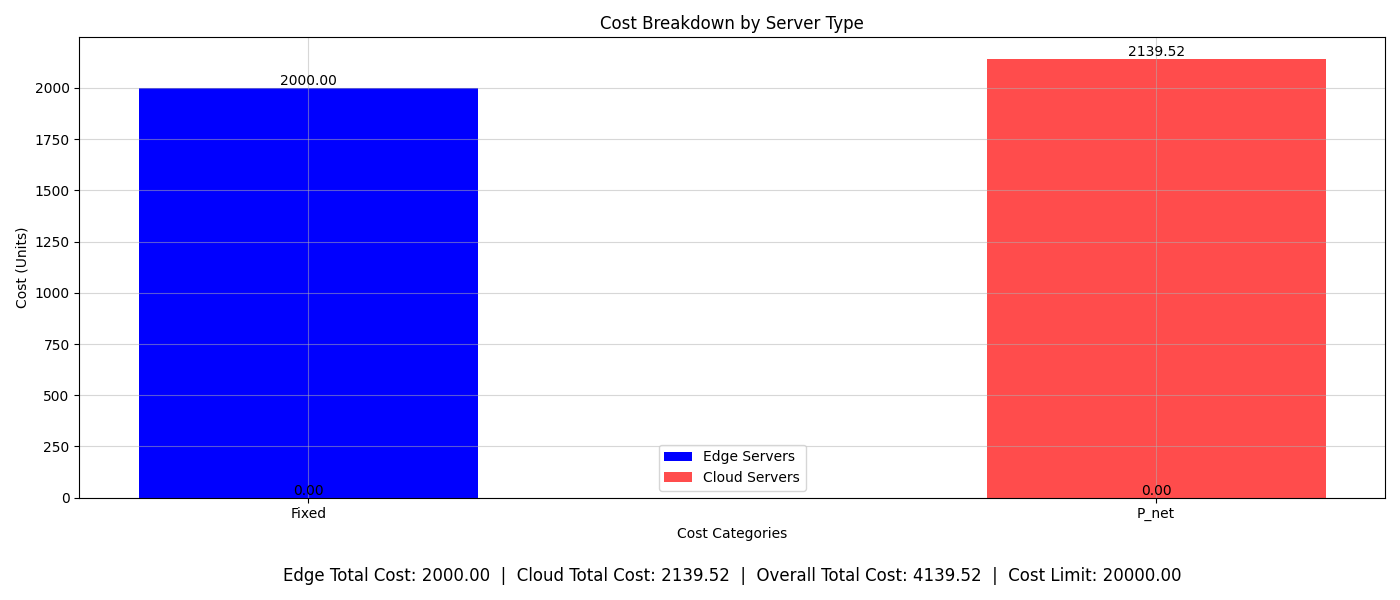 Cost Breakdown by Server Type
2139.52
2000.00
2000
1750
1500
1250
1000
750
500
250
0
Cost (Units)
Edge Servers
Cloud Servers
0.00
0.00
Fixed
P_net
Cost Categories
Edge Total Cost: 2000.00 | Cloud Total Cost: 2139.52 | Overall Total Cost: 4139.52 | Cost Limit: 20000.00